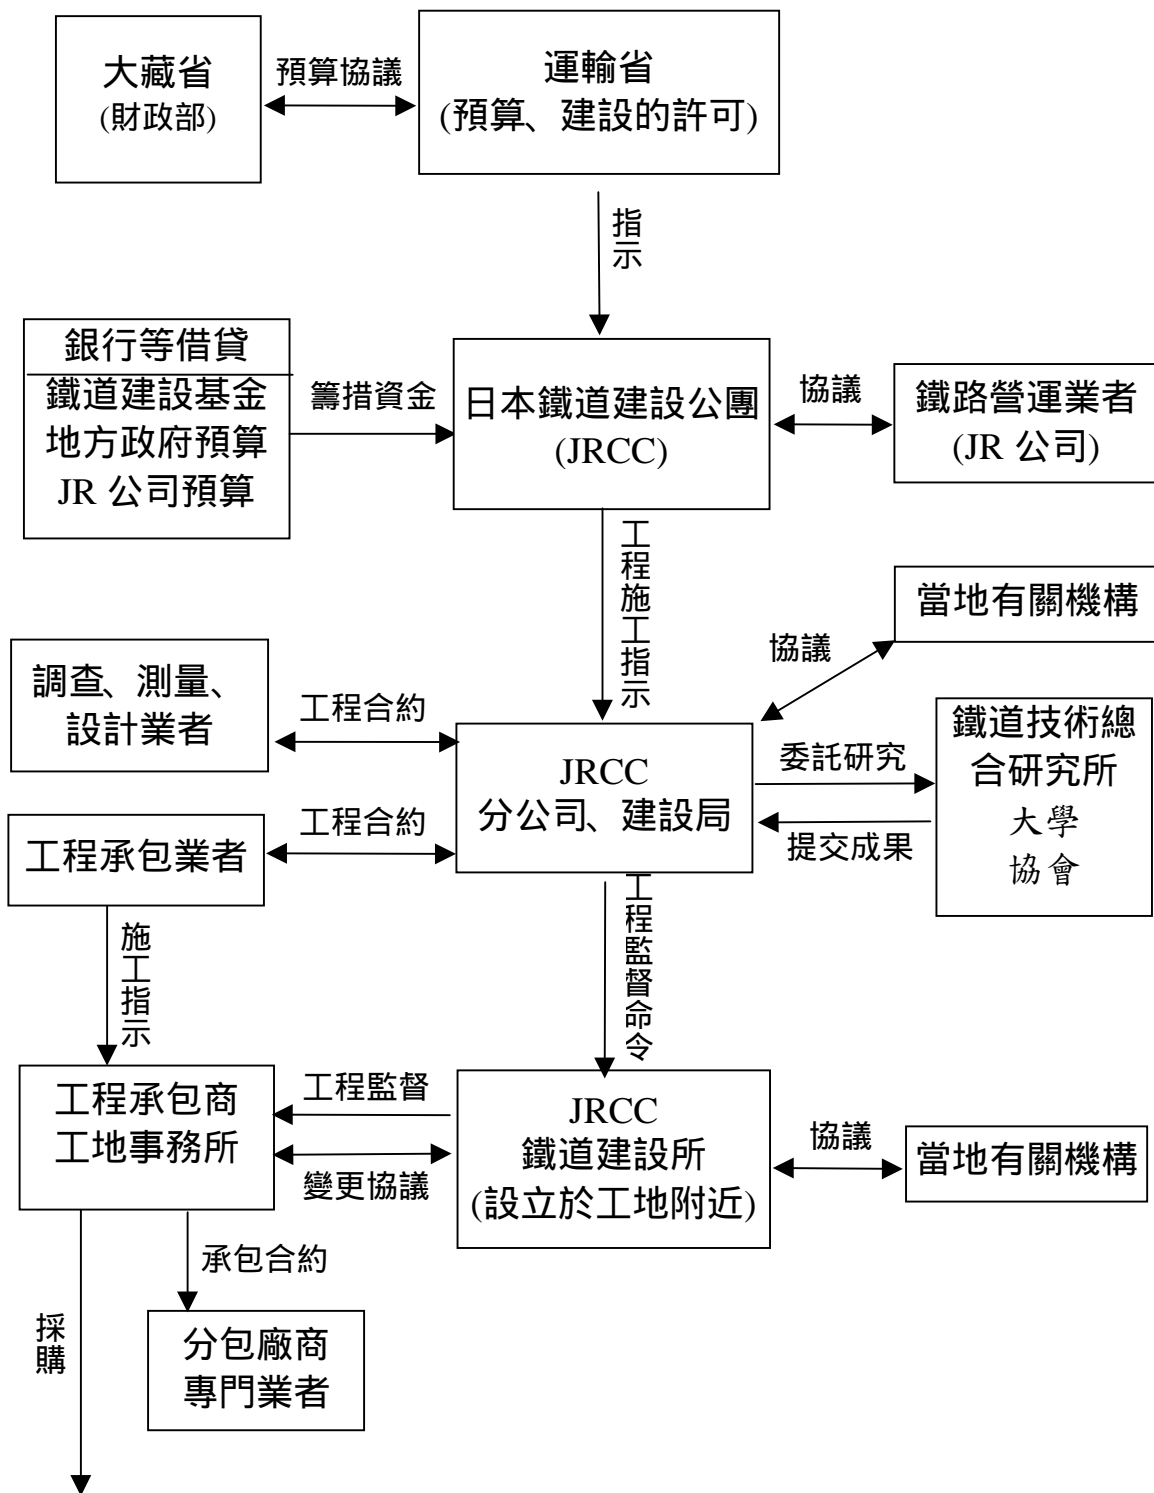 大藏省
(財政部)
預算協議
運輸省
(預算、建設的許可)
指示
銀行等借貸
鐵道建設基金
地方政府預算
JR 公司預算
籌措資金
日本鐵道建設公團
(JRCC)
協議
鐵路營運業者
(JR 公司)
工程施工指示
當地有關機構
協議
調查、測量、
設計業者
工程合約
JRCC
分公司、建設局
委託研究
提交成果
鐵道技術總
合研究所
大學
協會
工程承包業者
工程合約
施工指示
工程監督命令
工程承包商
工地事務所
工程監督
變更協議
JRCC
鐵道建設所
(設立於工地附近)
協議
當地有關機構
承包合約
採購
分包廠商
專門業者